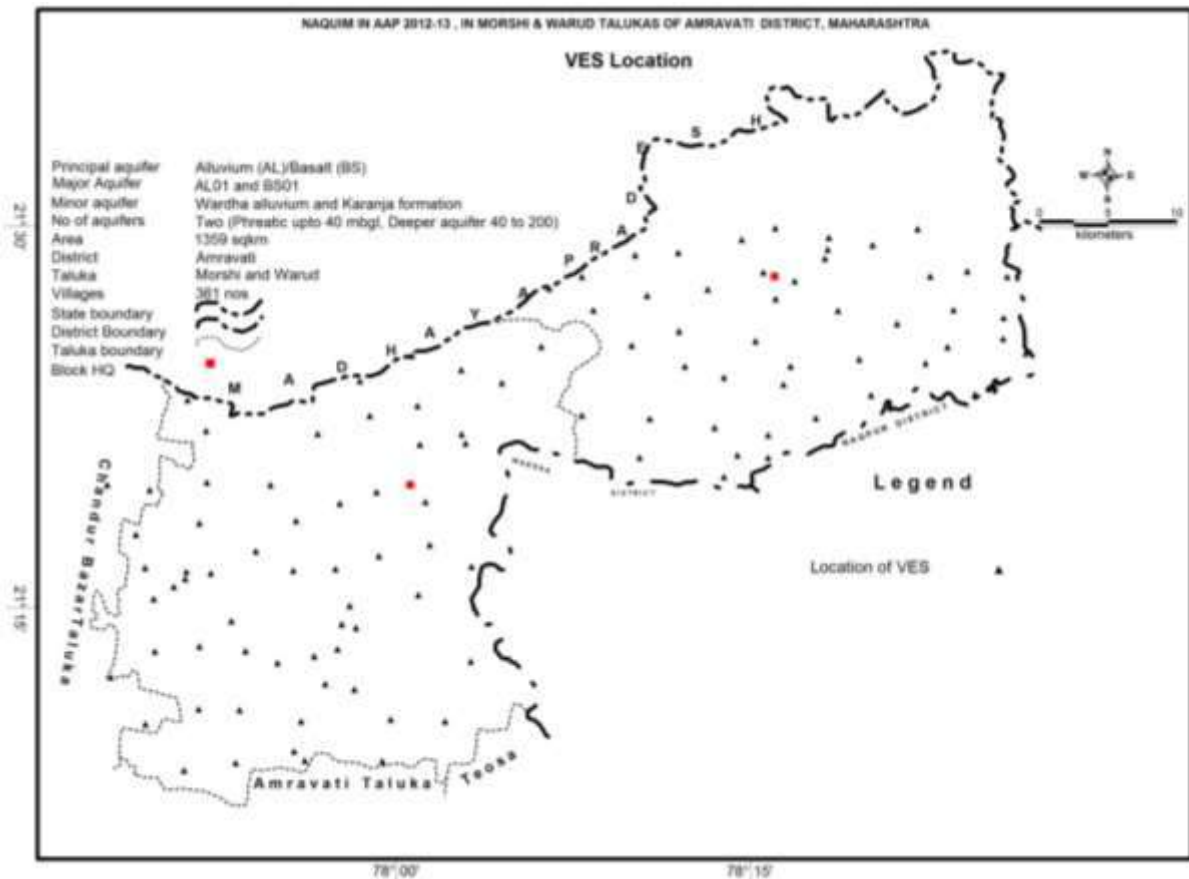 NAQUIM IN AAP 2012-13 , IN MORSHI & WARUD TALUKAS OF AMRAVATI DISTRICT, MAHARASHTRA
VES Location
Principal aquifer Alluvium (AL)/Basalt (BS)
Major Aquifer AL01 and BS01
Minor aquifer Wardha alluvium and Karanja formation
No of aquifers Two (Phreatic upto 40 mbgl, Deeper aquifer 40 to 200)
Area 1359 sqkm
District Amravati
Taluka Morshi and Warud
Villages 361 nos
State boundary
District Boundary
Taluka boundary
Block HQ
MADHAYAPRADESH
N
W E
S
0 5 10
kilometers
21° 30'
21° 15'
Chandur BazarTaluka
WARDHA DISTRICT
NAGPUR DISTRICT
Legend
Location of VES
Amravati Taluka
Teosa
78° 00'
78° 15'